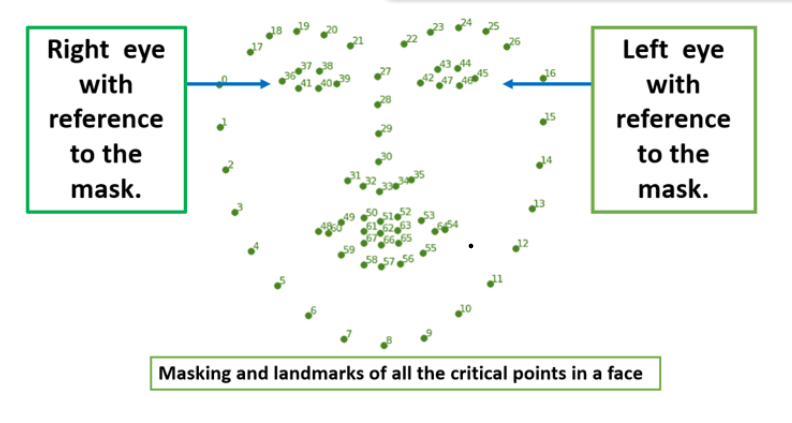 18 19 20
17
21
22 23 24 25
26
Right eye
with
reference
to the
mask.
Left eye
with
reference
to the
mask.
0
36 37 38
41 40 39
27
42 43 44 45
47 46
16
28
1
29
15
2
30
14
31 32 33 34 35
3
13
48 49 50 51 52 53 64 54
60 61 62 63
67 66 65
59 58 57 56 55
4
12
5
11
6
10
7
8
9
Masking and landmarks of all the critical points in a face